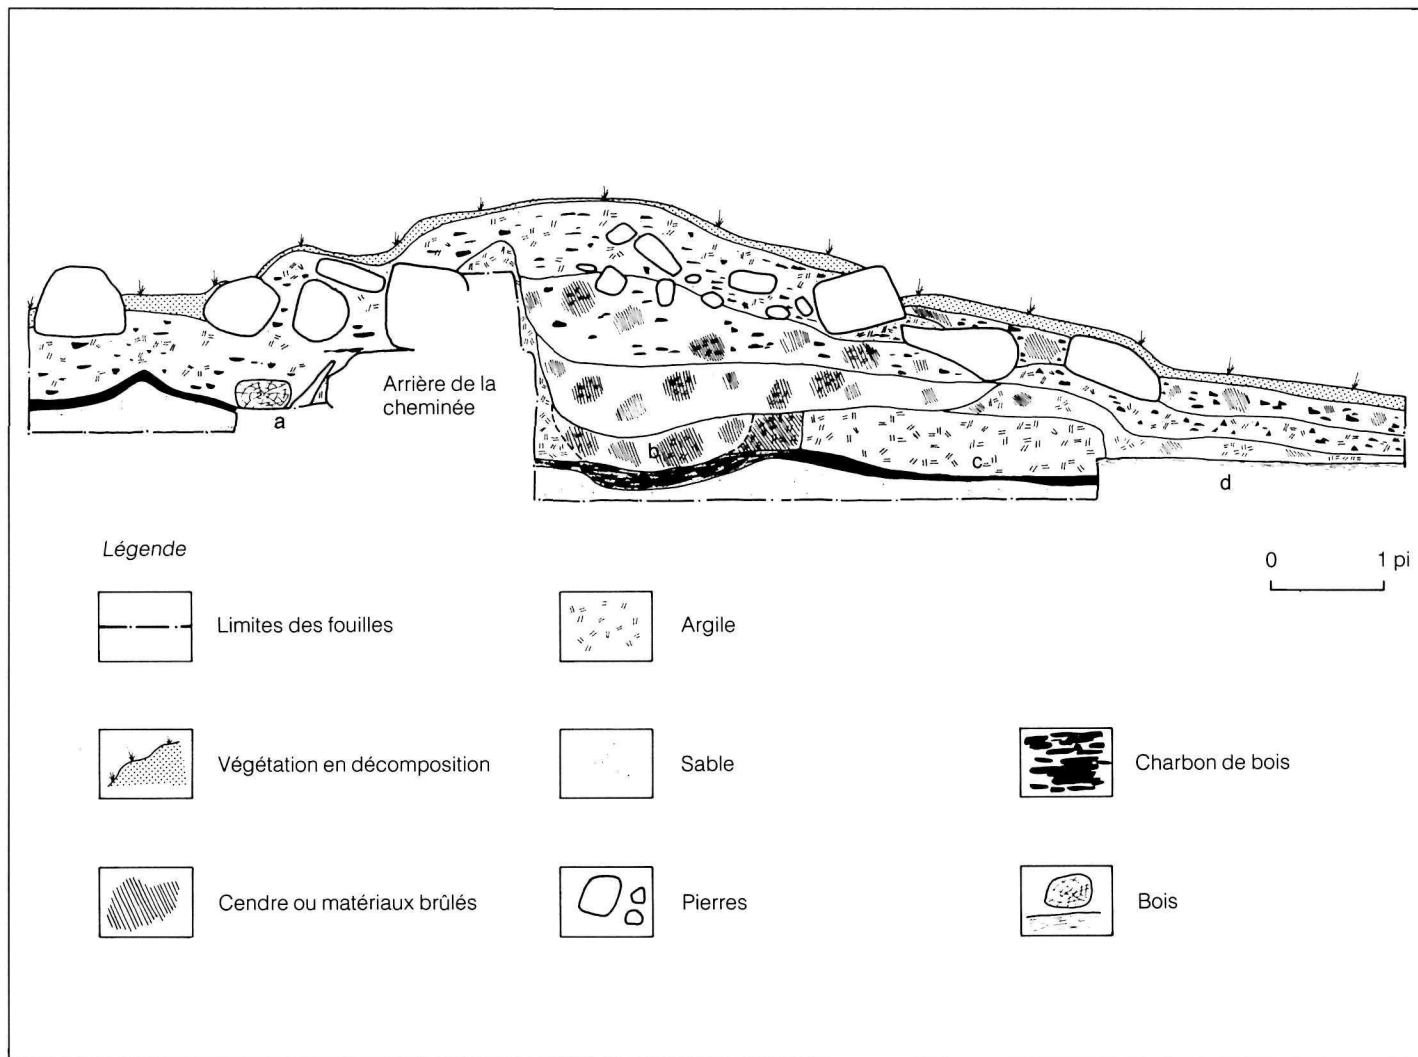 Arrière de la
cheminée
a
b
c
d
Légende
0 1 pi
Limites des fouilles
Argile
Végétation en décomposition
Sable
Charbon de bois
Cendre ou matériaux brûlés
Pierres
Bois